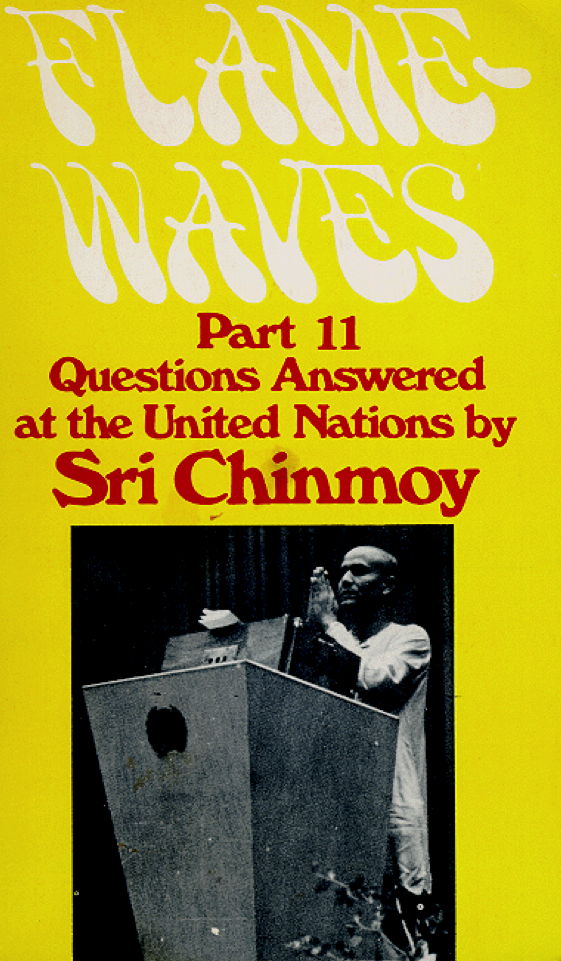 FLAME-
WAVES
Part 11
Questions Answered
at the United Nations by
Sri Chinmoy